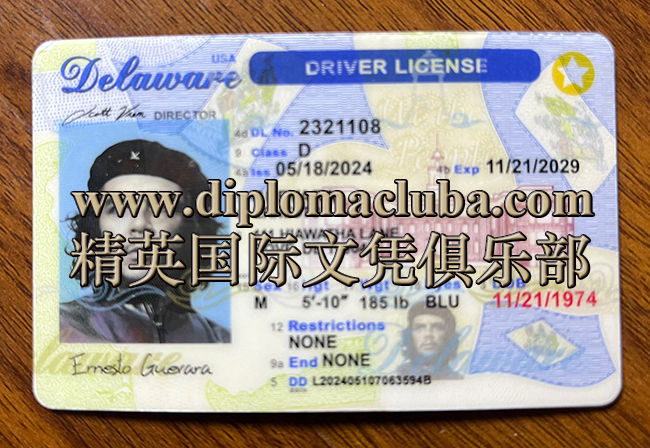 Delaware USA DRIVER LICENSE
Scott Vien DIRECTOR
4d DL No. 2321108
9 Class D
4a Iss 05/18/2024 4b Exp 11/21/2029
www.diplomacluba.com
HIAWATHA LANE
精英国际文凭俱乐部
M 5'-10" 185 lb BLU 11/21/1974
12 Restrictions
NONE
9a End NONE
5 DD L202405107063594B
Ernesto Guevara
Delaware